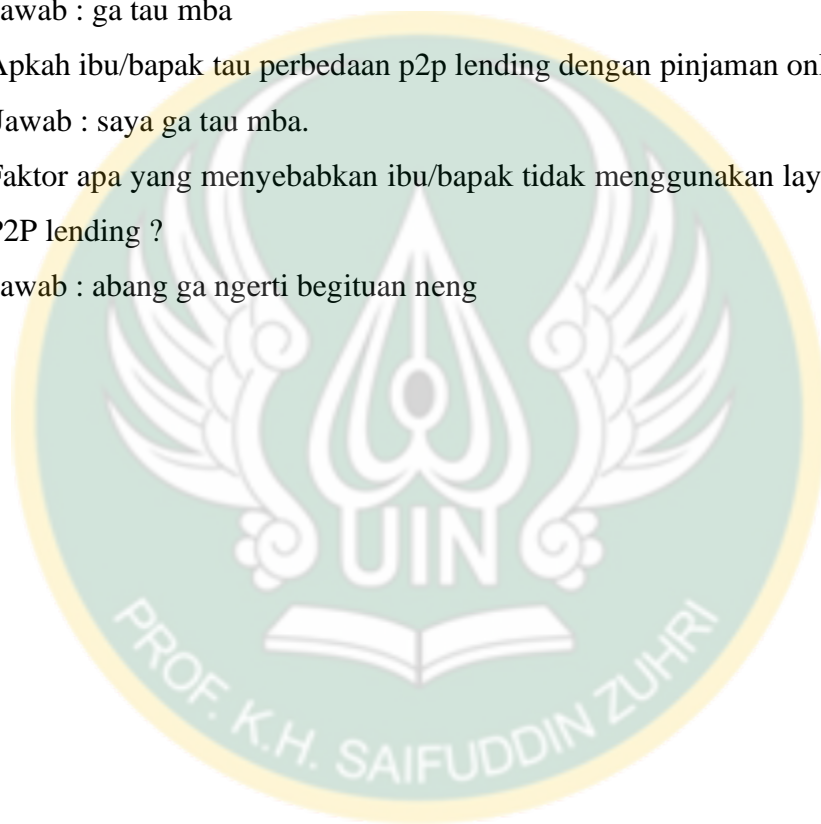 Jawab : ga tau mba
Apkah ibu/bapak tau perbedaan p2p lending dengan pinjaman
Jawab : saya ga tau mba.
Faktor apa yang menyebabkan ibu/bapak tidak menggunakan
P2P lending ?
Jawab : abang ga ngerti begituan neng
UIN
PROF. K.H. SAIFUDDIN ZUHRI